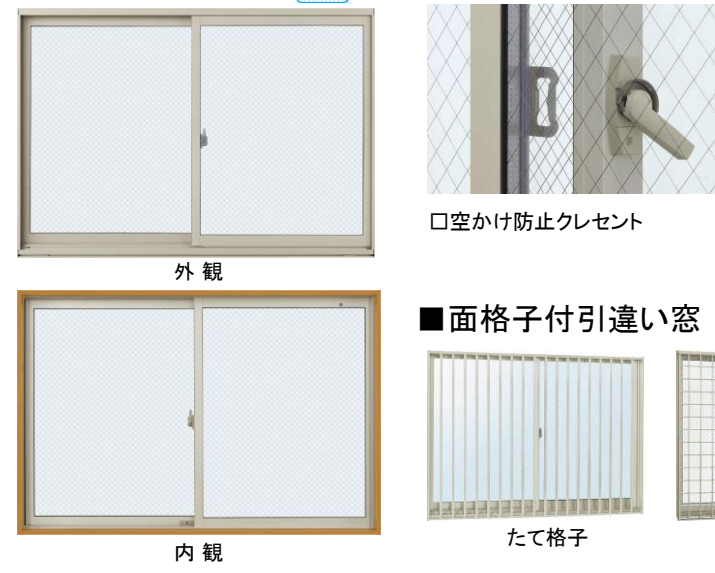 外 観
□空かけ防止クレセント
内 観
■面格子付引違い窓
たて格子